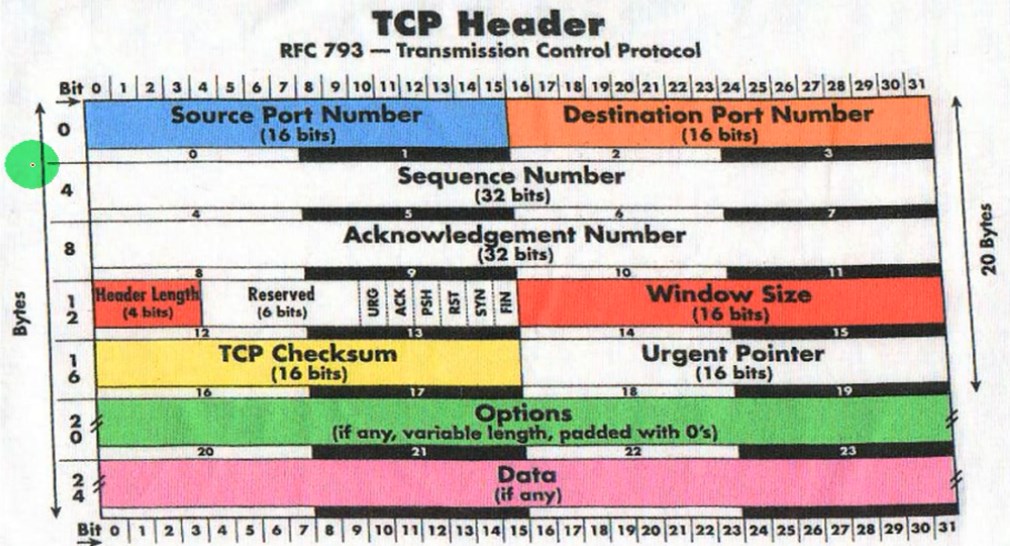 TCP Header
RFC 793 — Transmission Control Protocol
Bit 0 1 2 3 4 5 6 7 8 9 10 11 12 13 14 15 16 17 18 19 20 21 22 23 24 25 26 27 28 29 30 31
0 Source Port Number Destination Port Number
(16 bits) (16 bits)
0 1 2 3
4 Sequence Number
(32 bits)
4 5 6 7
8 Acknowledgement Number
(32 bits)
8 9 10 11
12 Header Length Reserved URG ACK PSH RST SYN FIN Window Size
(4 bits) (6 bits) (16 bits)
12 13 14 15
16 TCP Checksum Urgent Pointer
(16 bits) (16 bits)
16 17 18 19
20 Options
(if any, variable length, padded with 0's)
20 21 22 23
24 Data
(if any)
Bit 0 1 2 3 4 5 6 7 8 9 10 11 12 13 14 15 16 17 18 19 20 21 22 23 24 25 26 27 28 29 30 31
Bytes
20 Bytes